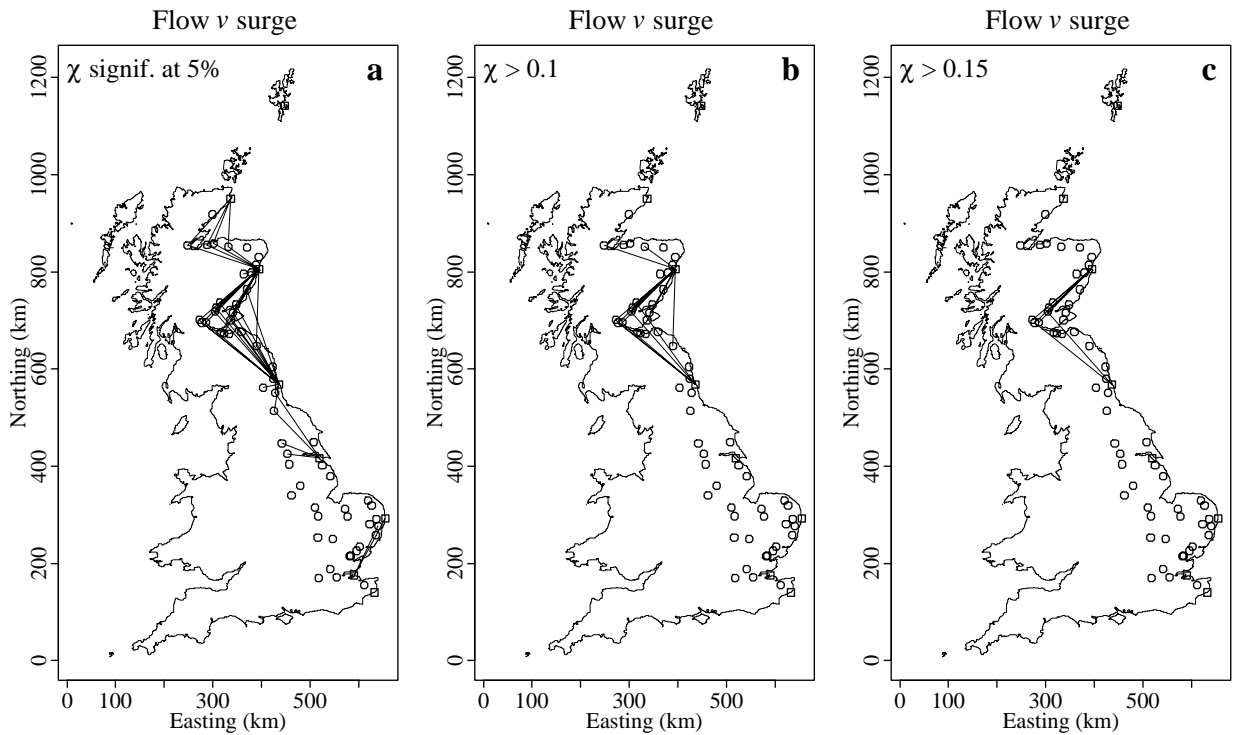 Flow v surge
Flow v surge
Flow v surge
χ signif. at 5%
a
χ > 0.1
b
χ > 0.15
c
Northing (km)
1200
1000
800
600
400
200
0
Northing (km)
1200
1000
800
600
400
200
0
Northing (km)
1200
1000
800
600
400
200
0
0 100 300 500
0 100 300 500
0 100 300 500
Easting (km)
Easting (km)
Easting (km)